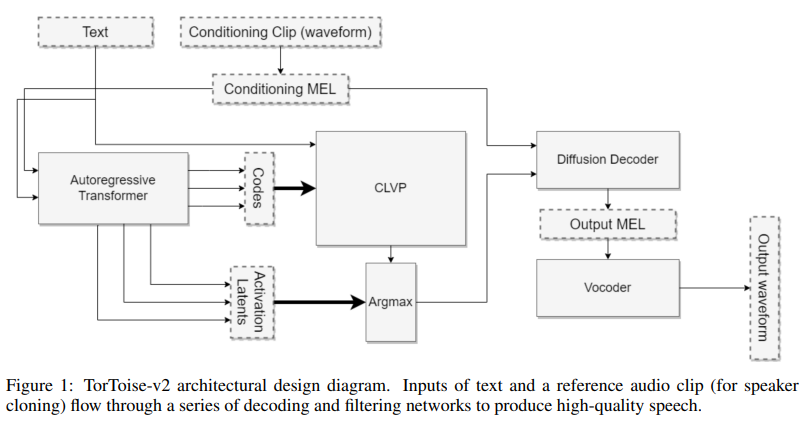 Text
Conditioning Clip (waveform)
Conditioning MEL
Autoregressive
Transformer
Codes
CLVP
Diffusion Decoder
Output MEL
Activation
Latents
Argmax
Vocoder
Output waveform
Figure 1: TorToise-v2 architectural design diagram. Inputs of text and a reference audio clip (for speaker
cloning) flow through a series of decoding and filtering networks to produce high-quality speech.